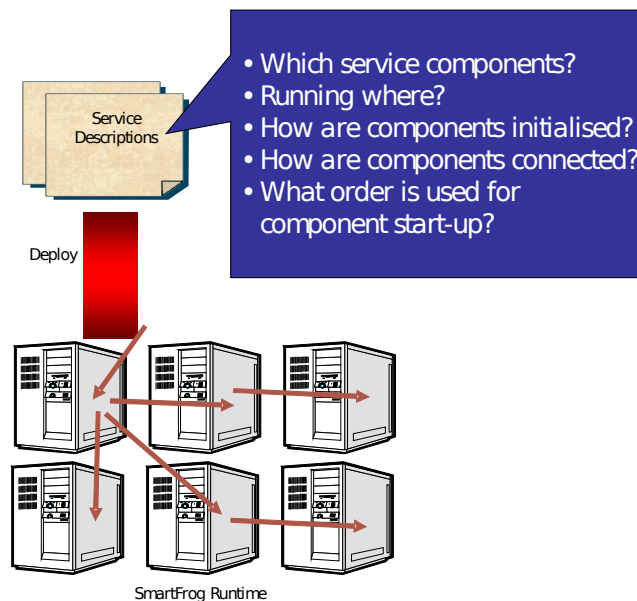 Service
Descriptions
• Which service components?
• Running where?
• How are components initialised?
• How are components connected?
• What order is used for
component start-up?
Deploy
SmartFrog Runtime